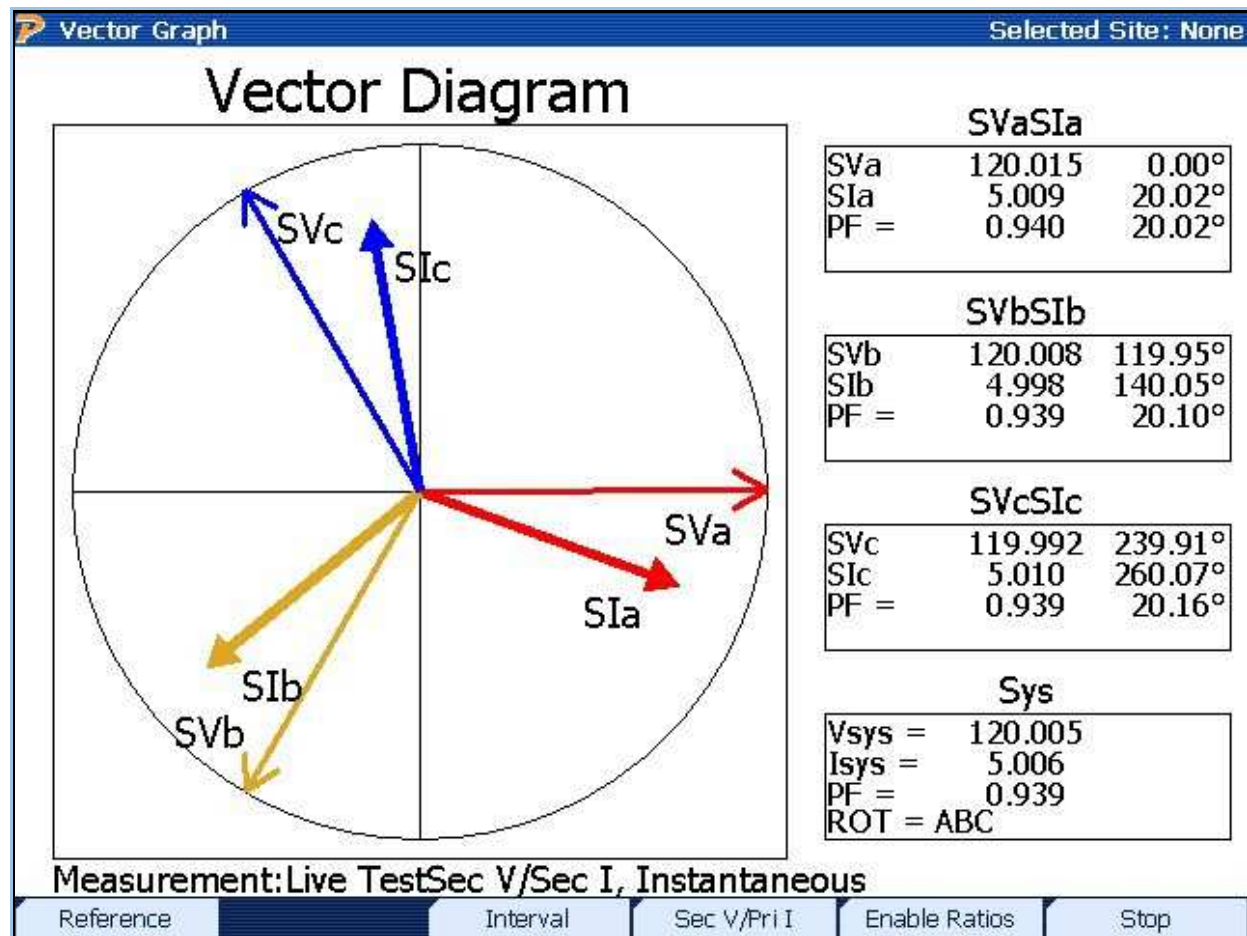 Vector Graph
Selected Site: None
Vector Diagram
SVc
SIc
SVa
SIa
SIb
SVb
SVaSIa
SVa 120.015 0.00°
SIa 5.009 20.02°
PF = 0.940 20.02°
SVbSIb
SVb 120.008 119.95°
SIb 4.998 140.05°
PF = 0.939 20.10°
SVcSIc
SVc 119.992 239.91°
SIc 5.010 260.07°
PF = 0.939 20.16°
Sys
Vsys = 120.005
Isys = 5.006
PF = 0.939
ROT = ABC
Measurement:Live TestSec V/Sec I, Instantaneous
Reference Interval Sec V/Pri I Enable Ratios Stop